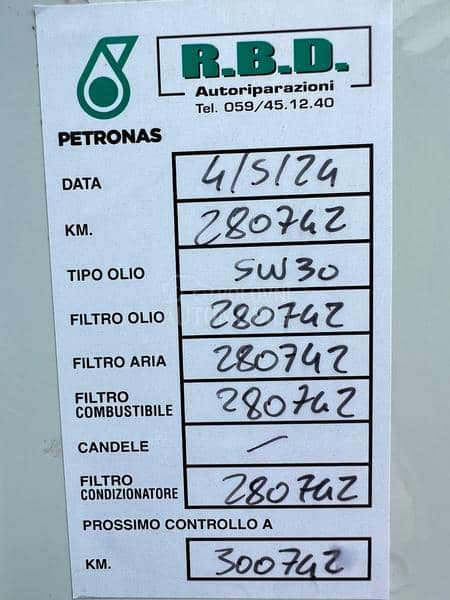 R.B.D.
Autoriparazioni
Tel. 059/45.12.40
PETRONAS
DATA 4/5/24
KM. 280742
TIPO OLIO 5W30
FILTRO OLIO 280742
FILTRO ARIA 280742
FILTRO
COMBUSTIBILE 280742
CANDELE –
FILTRO
CONDIZIONATORE 280742
PROSSIMO CONTROLLO A
KM. 300742